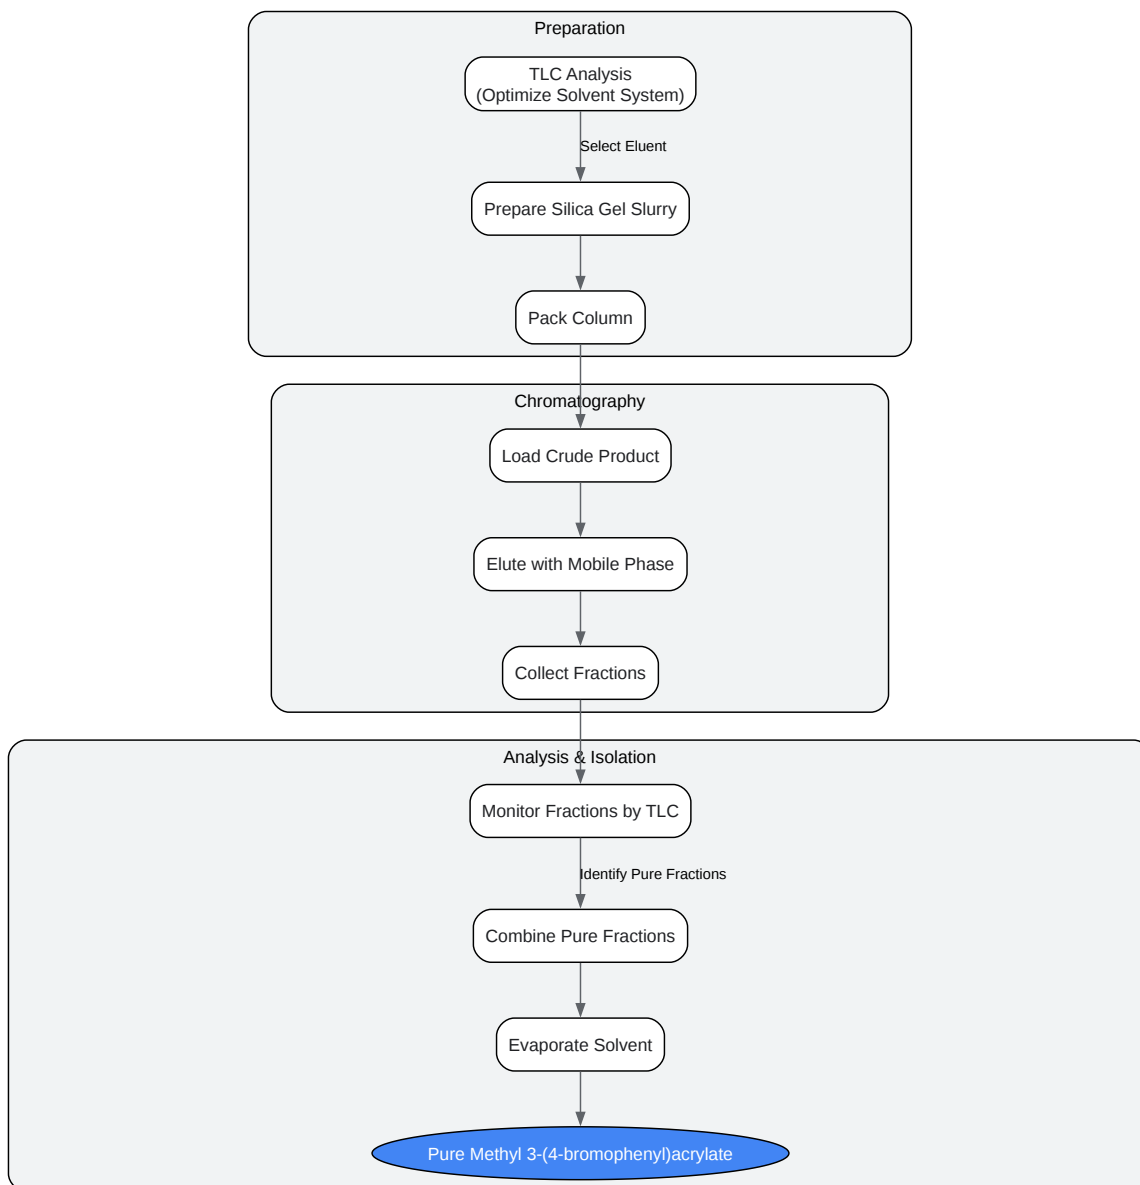 Preparation
TLC Analysis
(Optimize Solvent System)
Select Eluent
Prepare Silica Gel Slurry
Pack Column
Chromatography
Load Crude Product
Elute with Mobile Phase
Collect Fractions
Analysis & Isolation
Monitor Fractions by TLC
Identify Pure Fractions
Combine Pure Fractions
Evaporate Solvent
Pure Methyl 3-(4-bromophenyl)acrylate